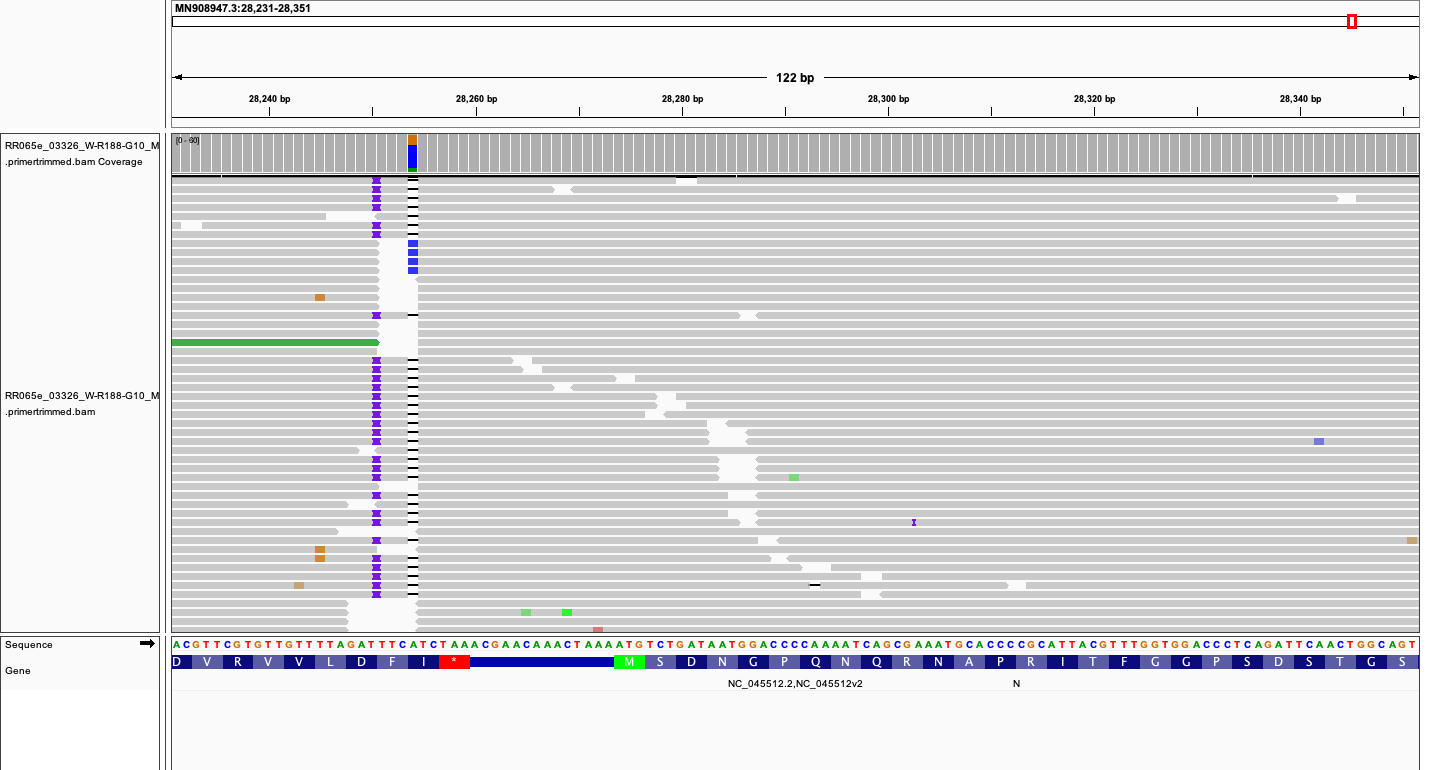 MN908947.3:28,231-28,351
122 bp
28,240 bp 28,260 bp 28,280 bp 28,300 bp 28,320 bp 28,340 bp
RR065e_03326_W-R188-G10_M
.primertrimmed.bam Coverage
[0 - 60]
RR065e_03326_W-R188-G10_M
.primertrimmed.bam
Sequence
ACGTTCGTGTTGTTTTAGATTTCATCTAAACGAACAAACTAAAATGTCTGATAATGGACCCCAAAATCAGCGAAATGCACCCCGCATTACGTTTGGTGGACCCTCAGATTCAACTGGCAGT
Gene
D V R V V L D F I * M S D N G P Q N Q R N A P R I T F G G P S D S T G S
NC_045512.2,NC_045512v2 N